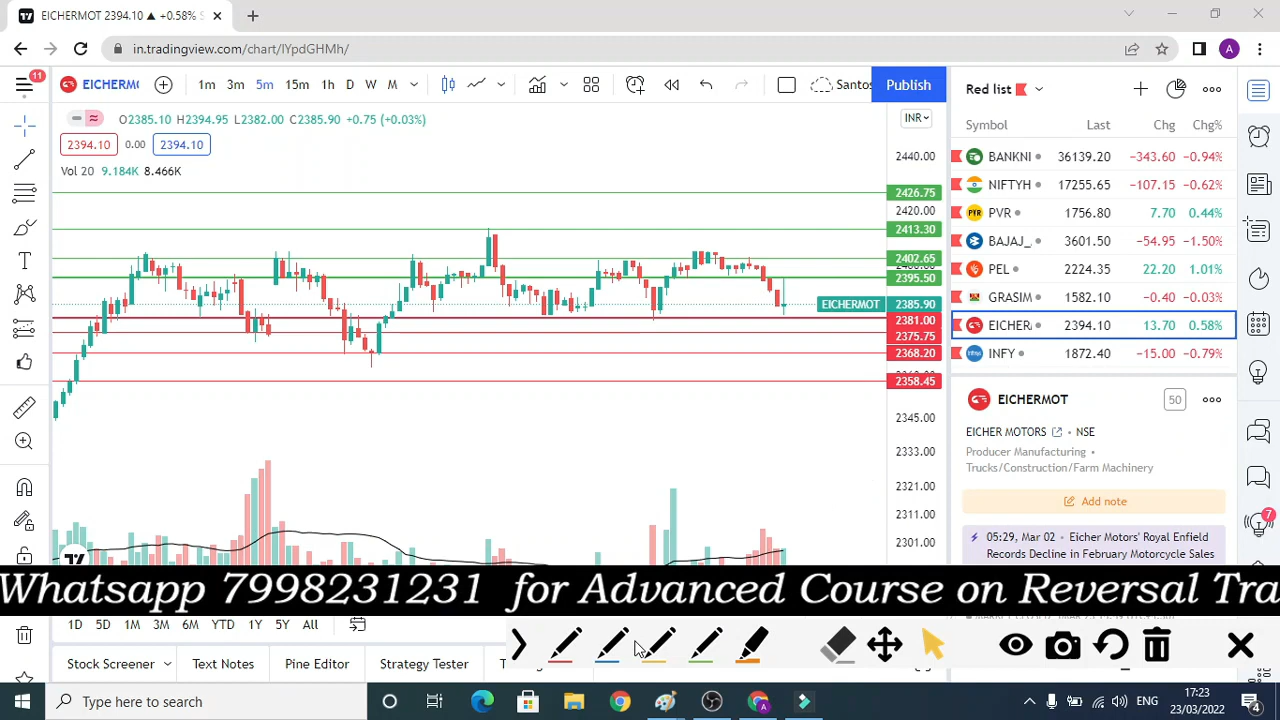 EICHERMOT 2394.10 ▲ +0.58%
in.tradingview.com/chart/IYpdGHMh/
11
EICHERM 1m 3m 5m 15m 1h D W M Santos Publish
O2385.10 H2394.95 L2382.00 C2385.90 +0.75 (+0.03%)
2394.10 0.00 2394.10
Vol 20 9.184K 8.466K
INR
2440.00
2426.75
2420.00
2413.30
2402.65
2395.50
EICHERMOT 2385.90
2381.00
2375.75
2368.20
2358.45
2345.00
2333.00
2321.00
2311.00
2301.00
Red list
Symbol Last Chg Chg%
BANKNI 36139.20 −343.60 −0.94%
NIFTYH 17255.65 −107.15 −0.62%
PVR 1756.80 7.70 0.44%
BAJAJ_ 3601.50 −54.95 −1.50%
PEL 2224.35 22.20 1.01%
GRASIM 1582.10 −0.40 −0.03%
EICHER 2394.10 13.70 0.58%
INFY 1872.40 −15.00 −0.79%
EICHERMOT 50
EICHER MOTORS • NSE
Producer Manufacturing •
Trucks/Construction/Farm Machinery
Add note
05:29, Mar 02 • Eicher Motors' Royal Enfield
Records Decline in February Motorcycle Sales
7
Whatsapp 7998231231 for Advanced Course on Reversal Tra
1D 5D 1M 3M 6M YTD 1Y 5Y All
Stock Screener Text Notes Pine Editor Strategy Tester
Type here to search
ENG 17:23
23/03/2022
4